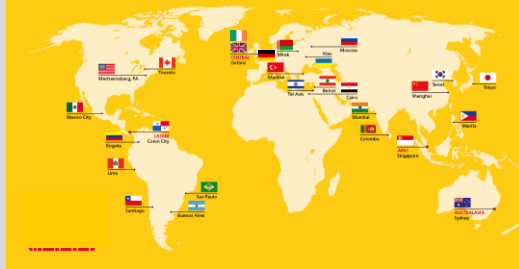 Moscow
Minsk
Kiev
CENTRAL
Oxford
Toronto
Mechanicsburg, PA
Madrid
Tel Aviv
Beirut
Cairo
Seoul
Tokyo
Shanghai
Mexico City
LATAM
Colon City
Bogota
Mumbai
Colombo
Manila
APAC
Singapore
Lima
Sao Paulo
Santiago
Buenos Aires
AUSTRALASIA
Sydney